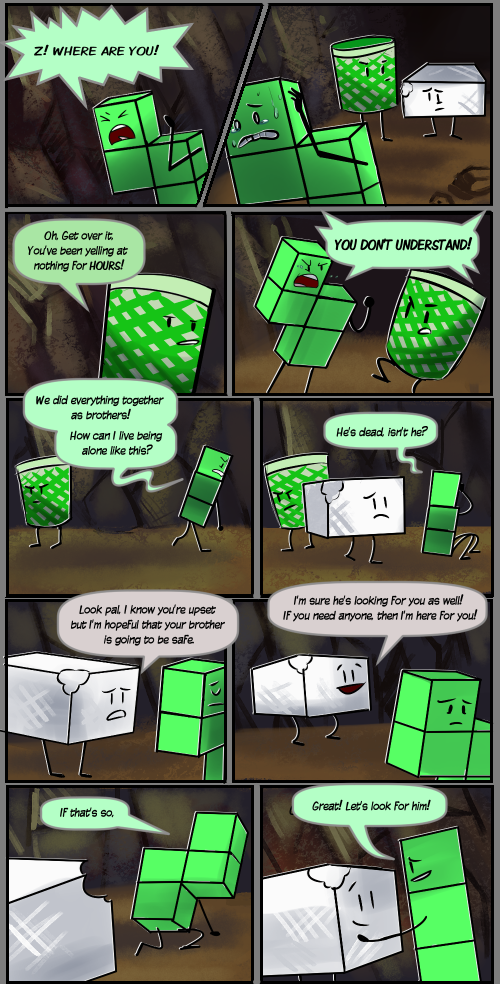 Z! WHERE ARE YOU!
Oh, Get over it.
You've been yelling at
nothing for HOURS!
YOU DON'T UNDERSTAND!
We did everything together
as brothers!
How can I live being
alone like this?
He's dead, isn't he?
Look pal, I know you're upset
but I'm hopeful that your brother
is going to be safe.
I'm sure he's looking for you as well!
If you need anyone, then I'm here for you!
If that's so,
Great! Let's look for him!